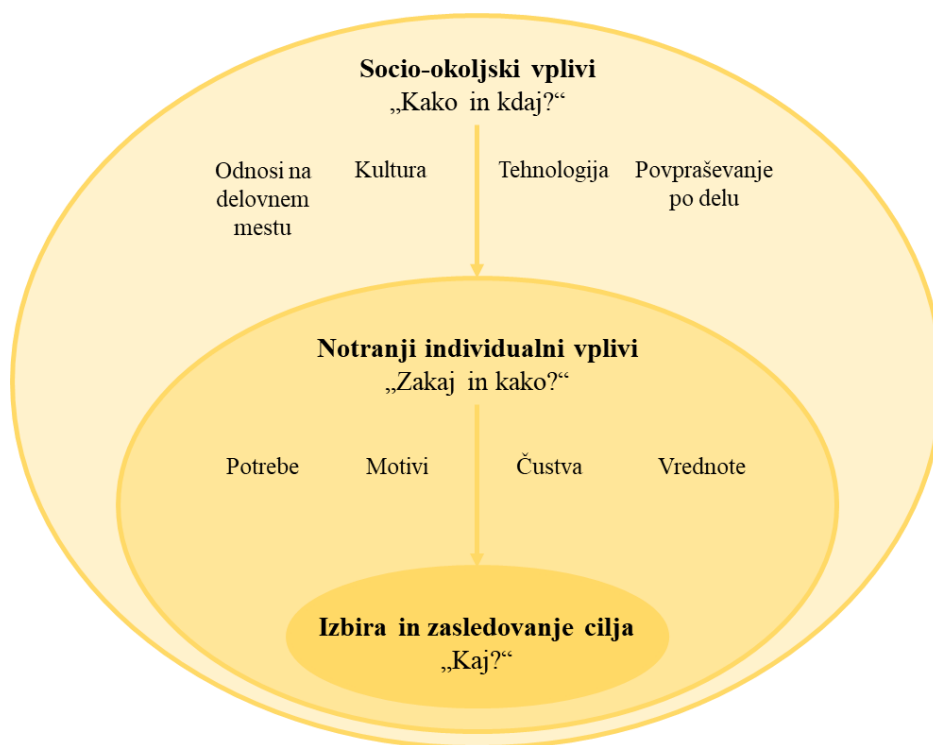 Socio-okoljski vplivi
„Kako in kdaj?“
Odnosi na
delovnem
mestu
Kultura
Tehnologija
Povpraševanje
po delu
Notranji individualni vplivi
„Zakaj in kako?“
Potrebe
Motivi
Čustva
Vrednote
Izbira in zasledovanje cilja
„Kaj?“